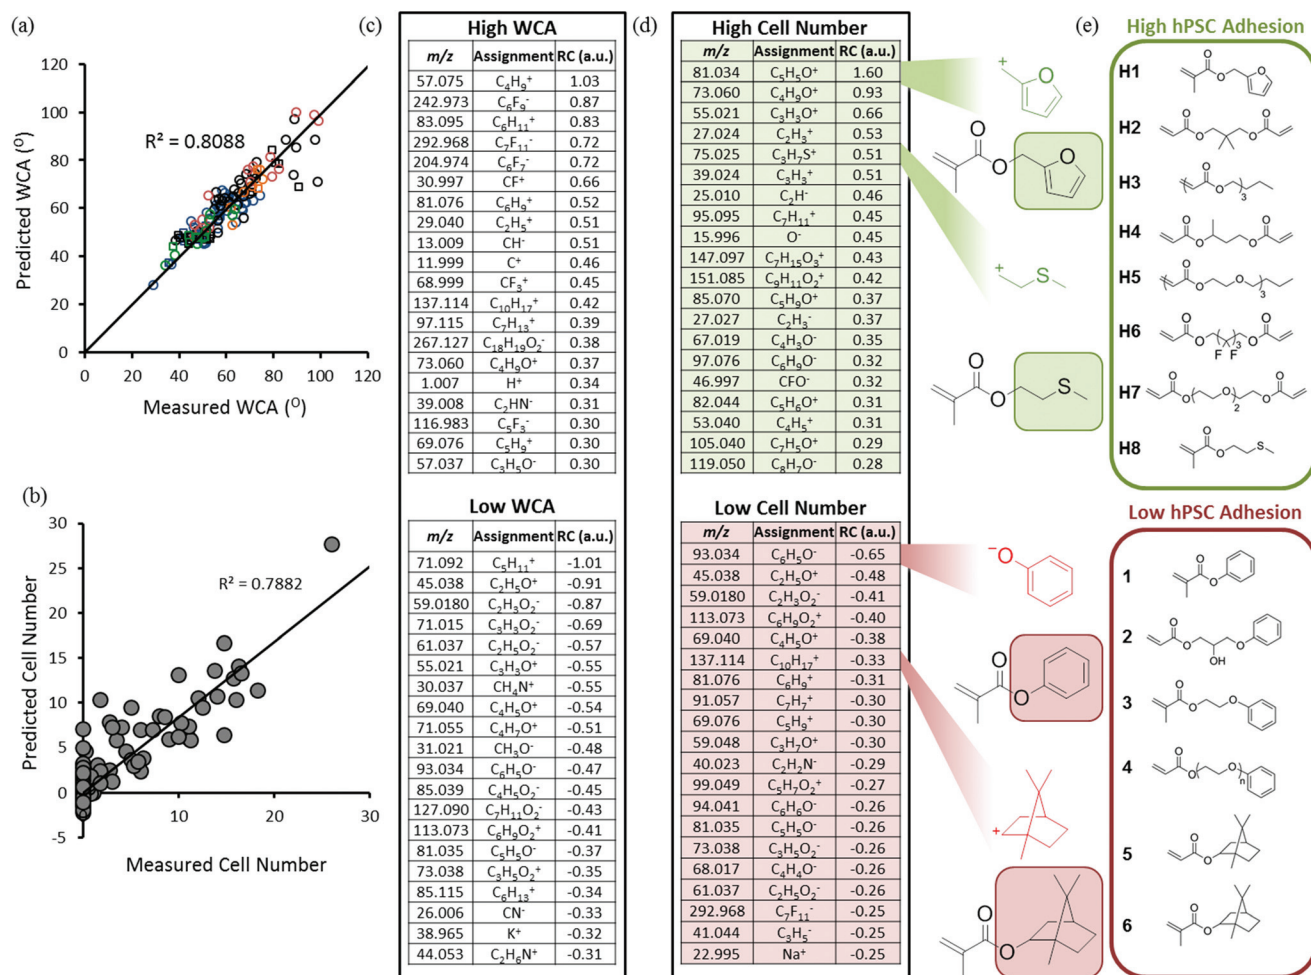 (a)
120
100
80
60
40
20
0
Predicted WCA (⁰)
R² = 0.8088
0 20 40 60 80 100 120
Measured WCA (⁰)
(b)
30
25
20
15
10
5
0
-5
Predicted Cell Number
R² = 0.7882
10 20 30
Measured Cell Number
(c)
High WCA
m/z Assignment RC (a.u.)
57.075 C₄H₉⁺ 1.03
242.973 C₆F₉⁻ 0.87
83.095 C₆H₁₁⁺ 0.83
292.968 C₇F₁₁⁻ 0.72
204.974 C₆F₇⁻ 0.72
30.997 CF⁺ 0.66
81.076 C₆H₉⁺ 0.52
29.040 C₂H₅⁺ 0.51
13.009 CH⁻ 0.51
11.999 C⁺ 0.46
68.999 CF₃⁺ 0.45
137.114 C₁₀H₁₇⁺ 0.42
97.115 C₇H₁₃⁺ 0.39
267.127 C₁₈H₁₉O₂⁻ 0.38
73.060 C₄H₉O⁺ 0.37
1.007 H⁺ 0.34
39.008 C₂HN⁻ 0.31
116.983 C₅F₃⁻ 0.30
69.076 C₅H₉⁺ 0.30
57.037 C₃H₅O⁻ 0.30
Low WCA
m/z Assignment RC (a.u.)
71.092 C₅H₁₁⁺ -1.01
45.038 C₂H₅O⁺ -0.91
59.0180 C₂H₃O₂⁻ -0.87
71.015 C₃H₃O₂⁻ -0.69
61.037 C₂H₅O₂⁻ -0.57
55.021 C₃H₃O⁺ -0.55
30.037 CH₄N⁺ -0.55
69.040 C₄H₅O⁺ -0.54
71.055 C₄H₇O⁺ -0.51
31.021 CH₃O⁻ -0.48
93.034 C₆H₅O⁻ -0.47
85.039 C₄H₅O₂⁻ -0.45
127.090 C₇H₁₁O₂⁻ -0.43
113.073 C₆H₉O₂⁺ -0.41
81.035 C₅H₅O⁻ -0.37
73.038 C₃H₅O₂⁺ -0.35
85.115 C₆H₁₃⁺ -0.34
26.006 CN⁻ -0.33
38.965 K⁺ -0.32
44.053 C₂H₆N⁺ -0.31
(d)
High Cell Number
m/z Assignment RC (a.u.)
81.034 C₅H₅O⁺ 1.60
73.060 C₄H₉O⁺ 0.93
55.021 C₃H₃O⁺ 0.66
27.024 C₂H₃⁺ 0.53
75.025 C₃H₇S⁺ 0.51
39.024 C₃H₃⁺ 0.51
25.010 C₂H⁻ 0.46
95.095 C₇H₁₁⁺ 0.45
15.996 O⁻ 0.45
147.097 C₇H₁₅O₃⁺ 0.43
151.085 C₉H₁₁O₂⁺ 0.42
85.070 C₅H₉O⁺ 0.37
27.027 C₂H₃⁻ 0.37
67.019 C₄H₃O⁻ 0.35
97.076 C₆H₉O⁻ 0.32
46.997 CFO⁻ 0.32
82.044 C₅H₆O⁺ 0.31
53.040 C₄H₅⁺ 0.31
105.040 C₇H₅O⁺ 0.29
119.050 C₈H₇O⁻ 0.28
Low Cell Number
m/z Assignment RC (a.u.)
93.034 C₆H₅O⁻ -0.65
45.038 C₂H₅O⁺ -0.48
59.0180 C₂H₃O₂⁻ -0.41
113.073 C₆H₉O₂⁺ -0.40
69.040 C₄H₅O⁺ -0.38
137.114 C₁₀H₁₇⁺ -0.33
81.076 C₆H₉⁺ -0.31
91.057 C₇H₇⁺ -0.30
69.076 C₅H₉⁺ -0.30
59.048 C₃H₇O⁺ -0.30
40.023 C₂H₂N⁻ -0.29
99.049 C₅H₇O₂⁺ -0.27
94.041 C₆H₆O⁻ -0.26
81.035 C₅H₅O⁻ -0.26
73.038 C₃H₅O₂⁻ -0.26
68.017 C₄H₄O⁻ -0.26
61.037 C₂H₅O₂⁻ -0.26
292.968 C₇F₁₁⁻ -0.25
41.044 C₃H₅⁻ -0.25
22.995 Na⁺ -0.25
+
O
O
O
O
+
S
O
O
S
⁻O
O
O
+
O
O
(e)
High hPSC Adhesion
H1
O
O
O
H2
O
O
O
O
H3
O
O
3
H4
O
O
O
O
H5
O
O
O
3
H6
O
O
F F
3
O
O
H7
O
O
O
2
O
O
H8
O
O
S
Low hPSC Adhesion
1
O
O
2
O
O
OH
O
3
O
O
O
4
O
O
O
n
5
O
O
6
O
O